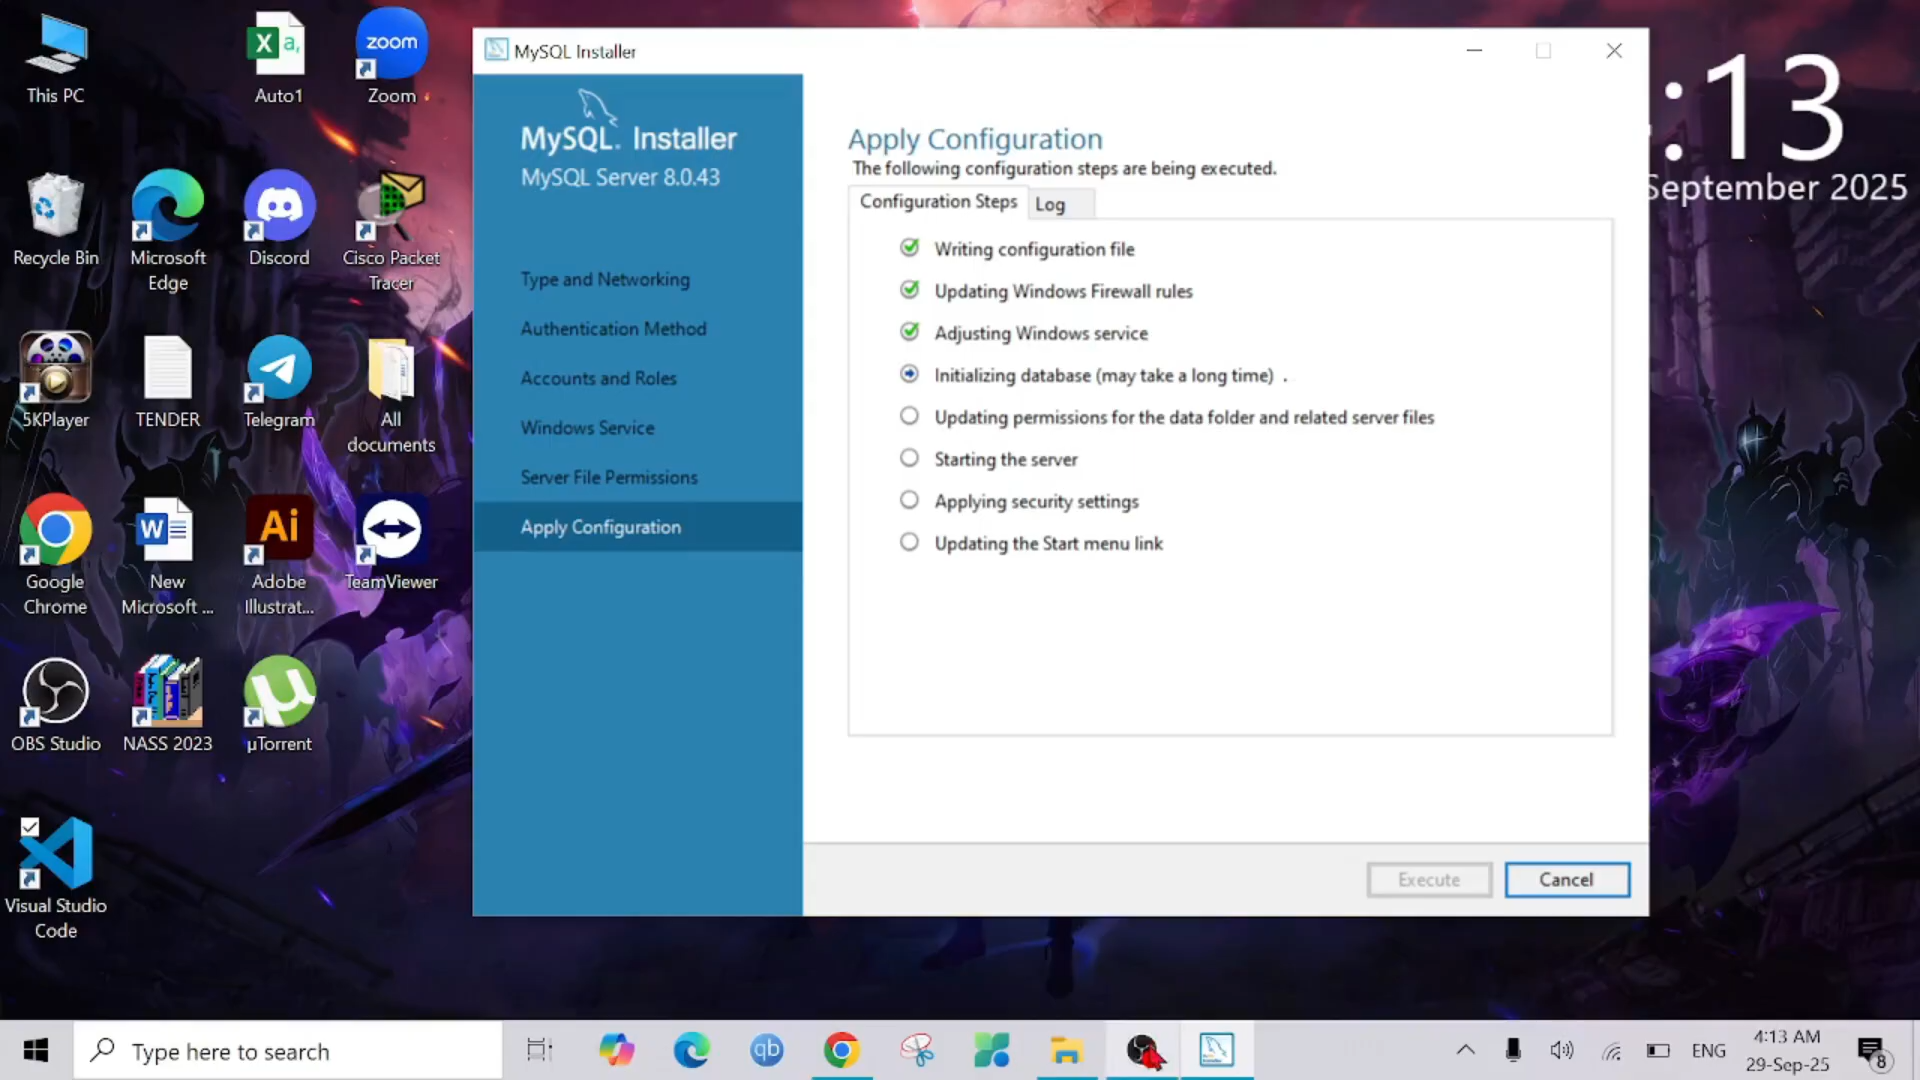 This PC
Auto1
zoom
Zoom
Recycle Bin
Microsoft
Edge
Discord
Cisco Packet
Tracer
5KPlayer
TENDER
Telegram
All
documents
Google
Chrome
New
Microsoft ...
Ai
Adobe
Illustrat...
TeamViewer
OBS Studio
NASS 2023
µTorrent
Visual Studio
Code
MySQL Installer
MySQL. Installer
MySQL Server 8.0.43
Type and Networking
Authentication Method
Accounts and Roles
Windows Service
Server File Permissions
Apply Configuration
Apply Configuration
The following configuration steps are being executed.
Configuration Steps
Log
Writing configuration file
Updating Windows Firewall rules
Adjusting Windows service
Initializing database (may take a long time) .
Updating permissions for the data folder and related server files
Starting the server
Applying security settings
Updating the Start menu link
Execute
Cancel
:13
September 2025
Type here to search
qb
ENG
4:13 AM
29-Sep-25
8